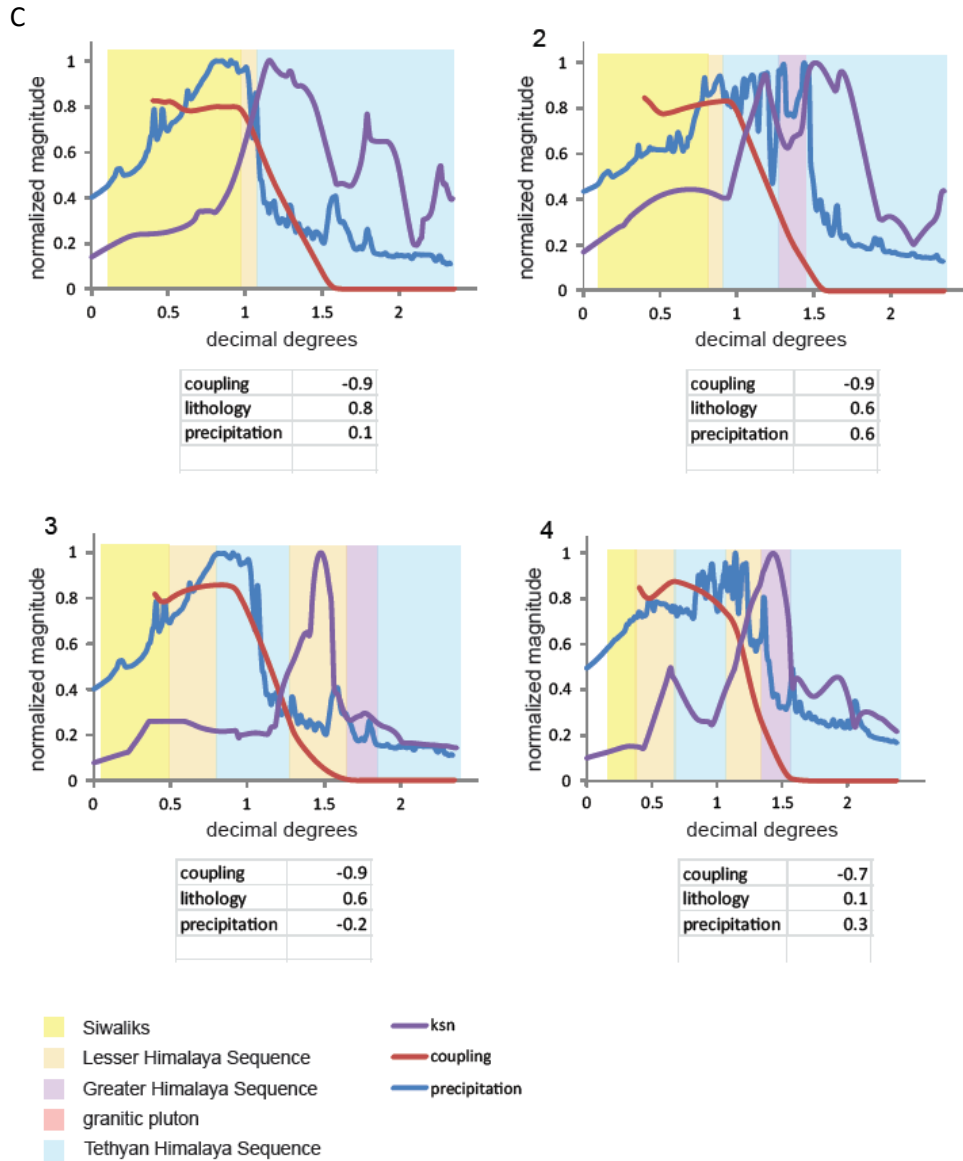 C
2
normalized magnitude
1
0.8
0.6
0.4
0.2
0
0 0.5 1 1.5 2
decimal degrees
normalized magnitude
1
0.8
0.6
0.4
0.2
0
0 0.5 1 1.5 2
decimal degrees
coupling -0.9
lithology 0.8
precipitation 0.1
coupling -0.9
lithology 0.6
precipitation 0.6
3
normalized magnitude
1
0.8
0.6
0.4
0.2
0
0 0.5 1 1.5 2
decimal degrees
4
normalized magnitude
1
0.8
0.6
0.4
0.2
0
0 0.5 1 1.5 2
decimal degrees
coupling -0.9
lithology 0.6
precipitation -0.2
coupling -0.7
lithology 0.1
precipitation 0.3
Siwaliks
Lesser Himalaya Sequence
Greater Himalaya Sequence
granitic pluton
Tethyan Himalaya Sequence
ksn
coupling
precipitation